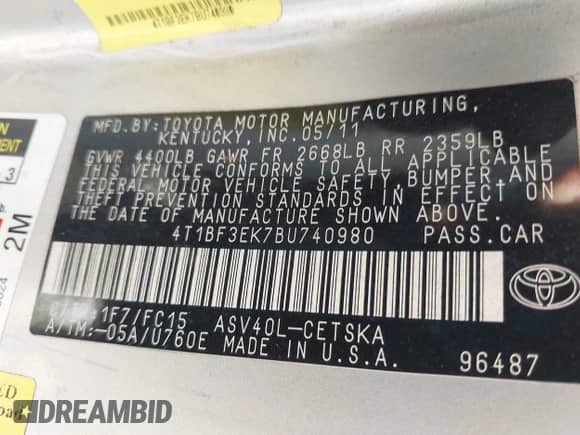 MFD.BY:TOYOTA MOTOR MANUFACTURING,
KENTUCKY,INC.05/11
GVWR 4400LB GAWR FR 2668LB RR 2359LB
THIS VEHICLE CONFORMS TO ALL APPLICABLE
FEDERAL MOTOR VEHICLE SAFETY,BUMPER,AND
THEFT PREVENTION STANDARDS IN EFFECT ON
THE DATE OF MANUFACTURE SHOWN ABOVE.
4T1BF3EK7BU740980 PASS.CAR
1F7/FC15 ASV40L-CETSKA
A/TM:-05A/U760E MADE IN U.S.A.
96487
2M
DREAMBID